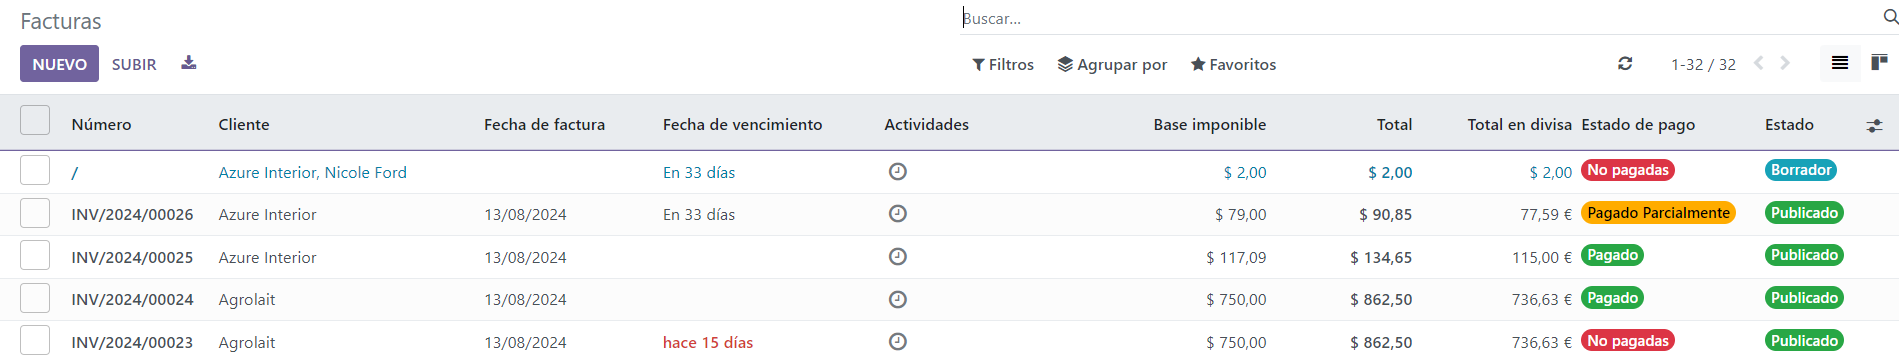 Facturas
Buscar...
NUEVO SUBIR
Filtros Agrupar por Favoritos 1-32 / 32
Número Cliente Fecha de factura Fecha de vencimiento Actividades Base imponible Total Total en divisa Estado de pago Estado
/ Azure Interior, Nicole Ford En 33 días $ 2,00 $ 2,00 $ 2,00 No pagadas Borrador
INV/2024/00026 Azure Interior 13/08/2024 En 33 días $ 79,00 $ 90,85 77,59 € Pagado Parcialmente Publicado
INV/2024/00025 Azure Interior 13/08/2024 $ 117,09 $ 134,65 115,00 € Pagado Publicado
INV/2024/00024 Agrolait 13/08/2024 $ 750,00 $ 862,50 736,63 € Pagado Publicado
INV/2024/00023 Agrolait 13/08/2024 hace 15 días $ 750,00 $ 862,50 736,63 € No pagadas Publicado